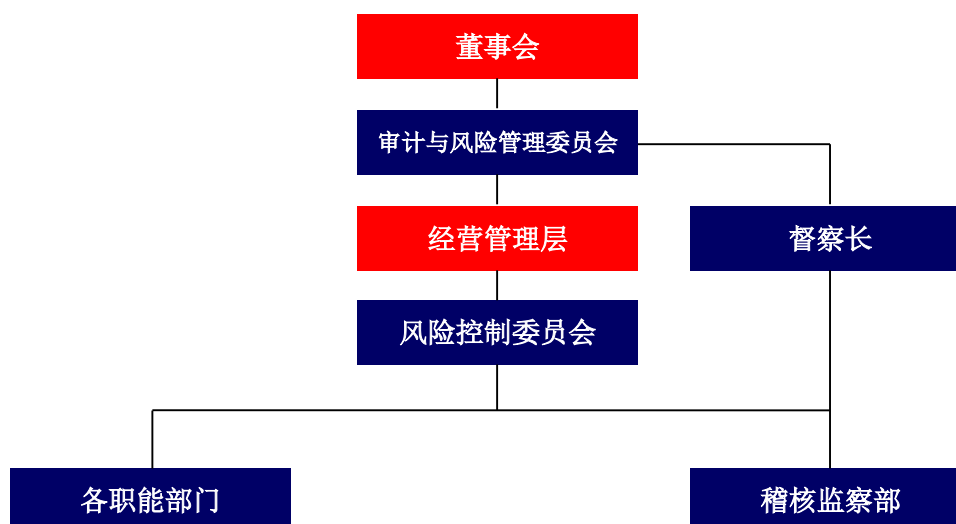 董事会
审计与风险管理委员会
经营管理层
督察长
风险控制委员会
各职能部门
稽核监察部